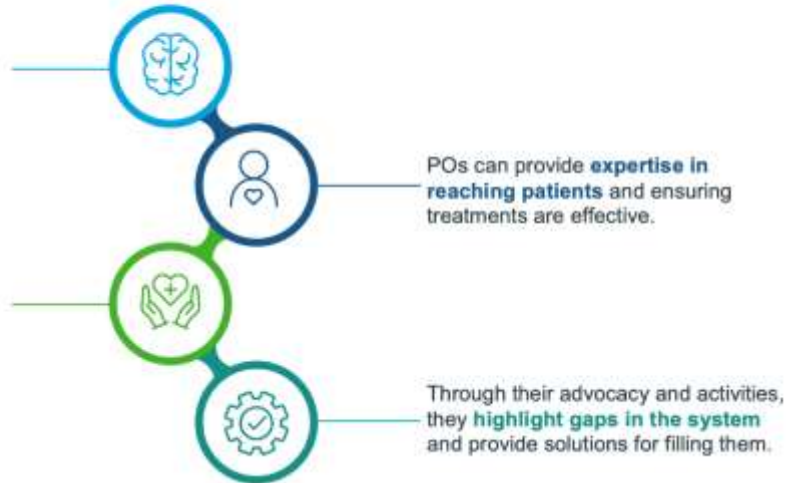 POs can provide expertise in
reaching patients and ensuring
treatments are effective.
Through their advocacy and activities,
they highlight gaps in the system
and provide solutions for filling them.